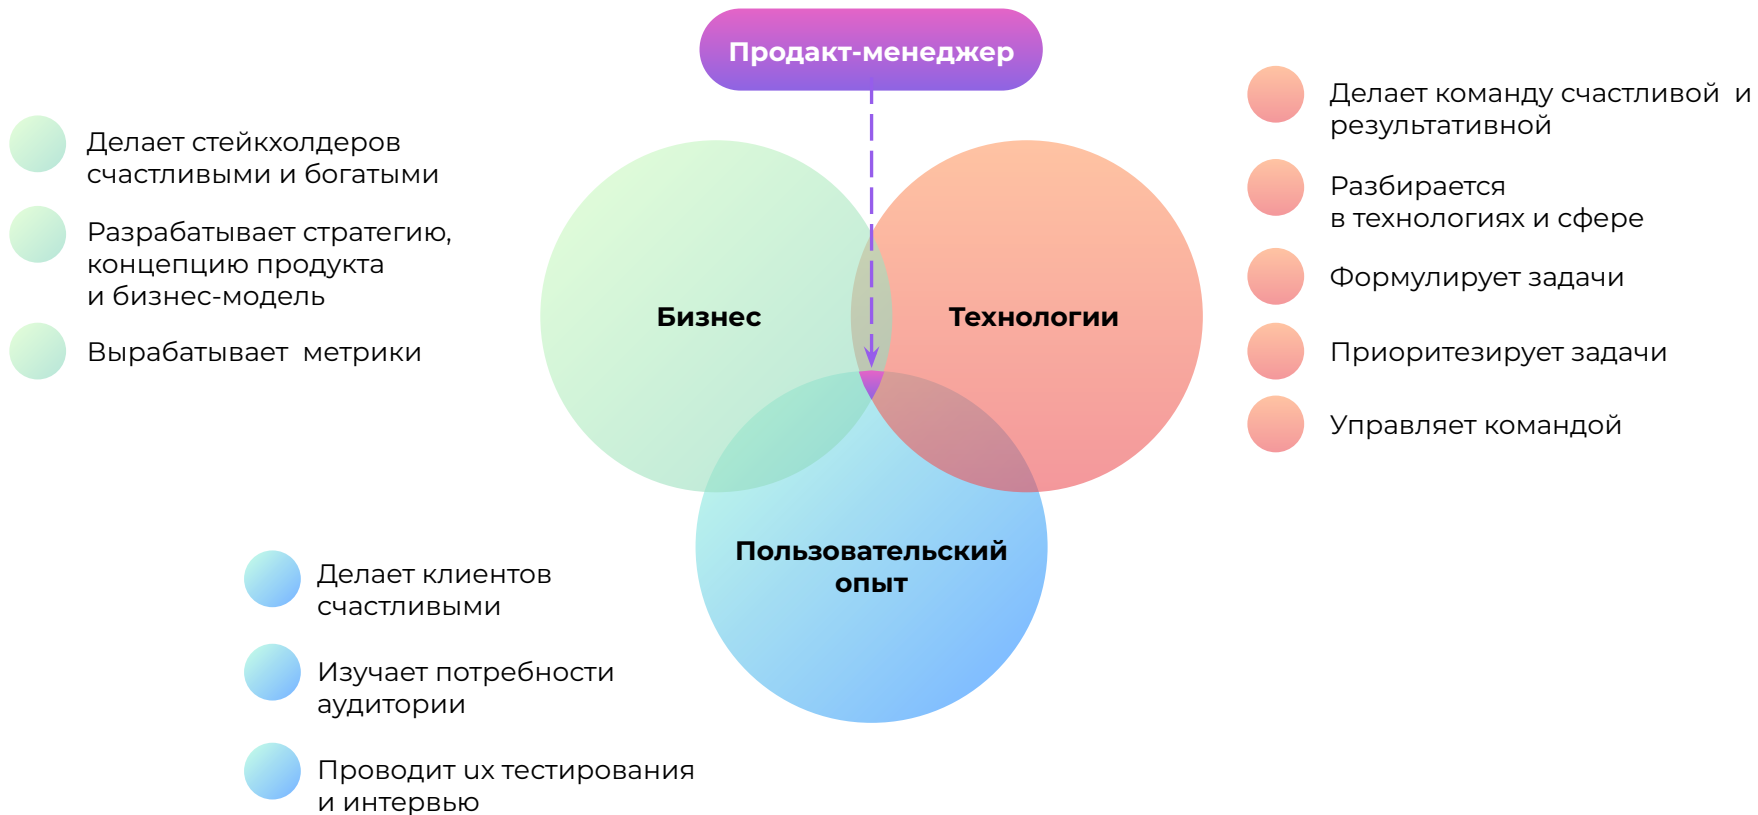 Продакт-менеджер
Делает стейкхолдеров
счастливыми и богатыми
Разрабатывает стратегию,
концепцию продукта
и бизнес-модель
Вырабатывает метрики
Бизнес
Технологии
Пользовательский
опыт
Делает команду счастливой и
результативной
Разбирается
в технологиях и сфере
Формулирует задачи
Приоритезирует задачи
Управляет командой
Делает клиентов
счастливыми
Изучает потребности
аудитории
Проводит ux тестирования
и интервью